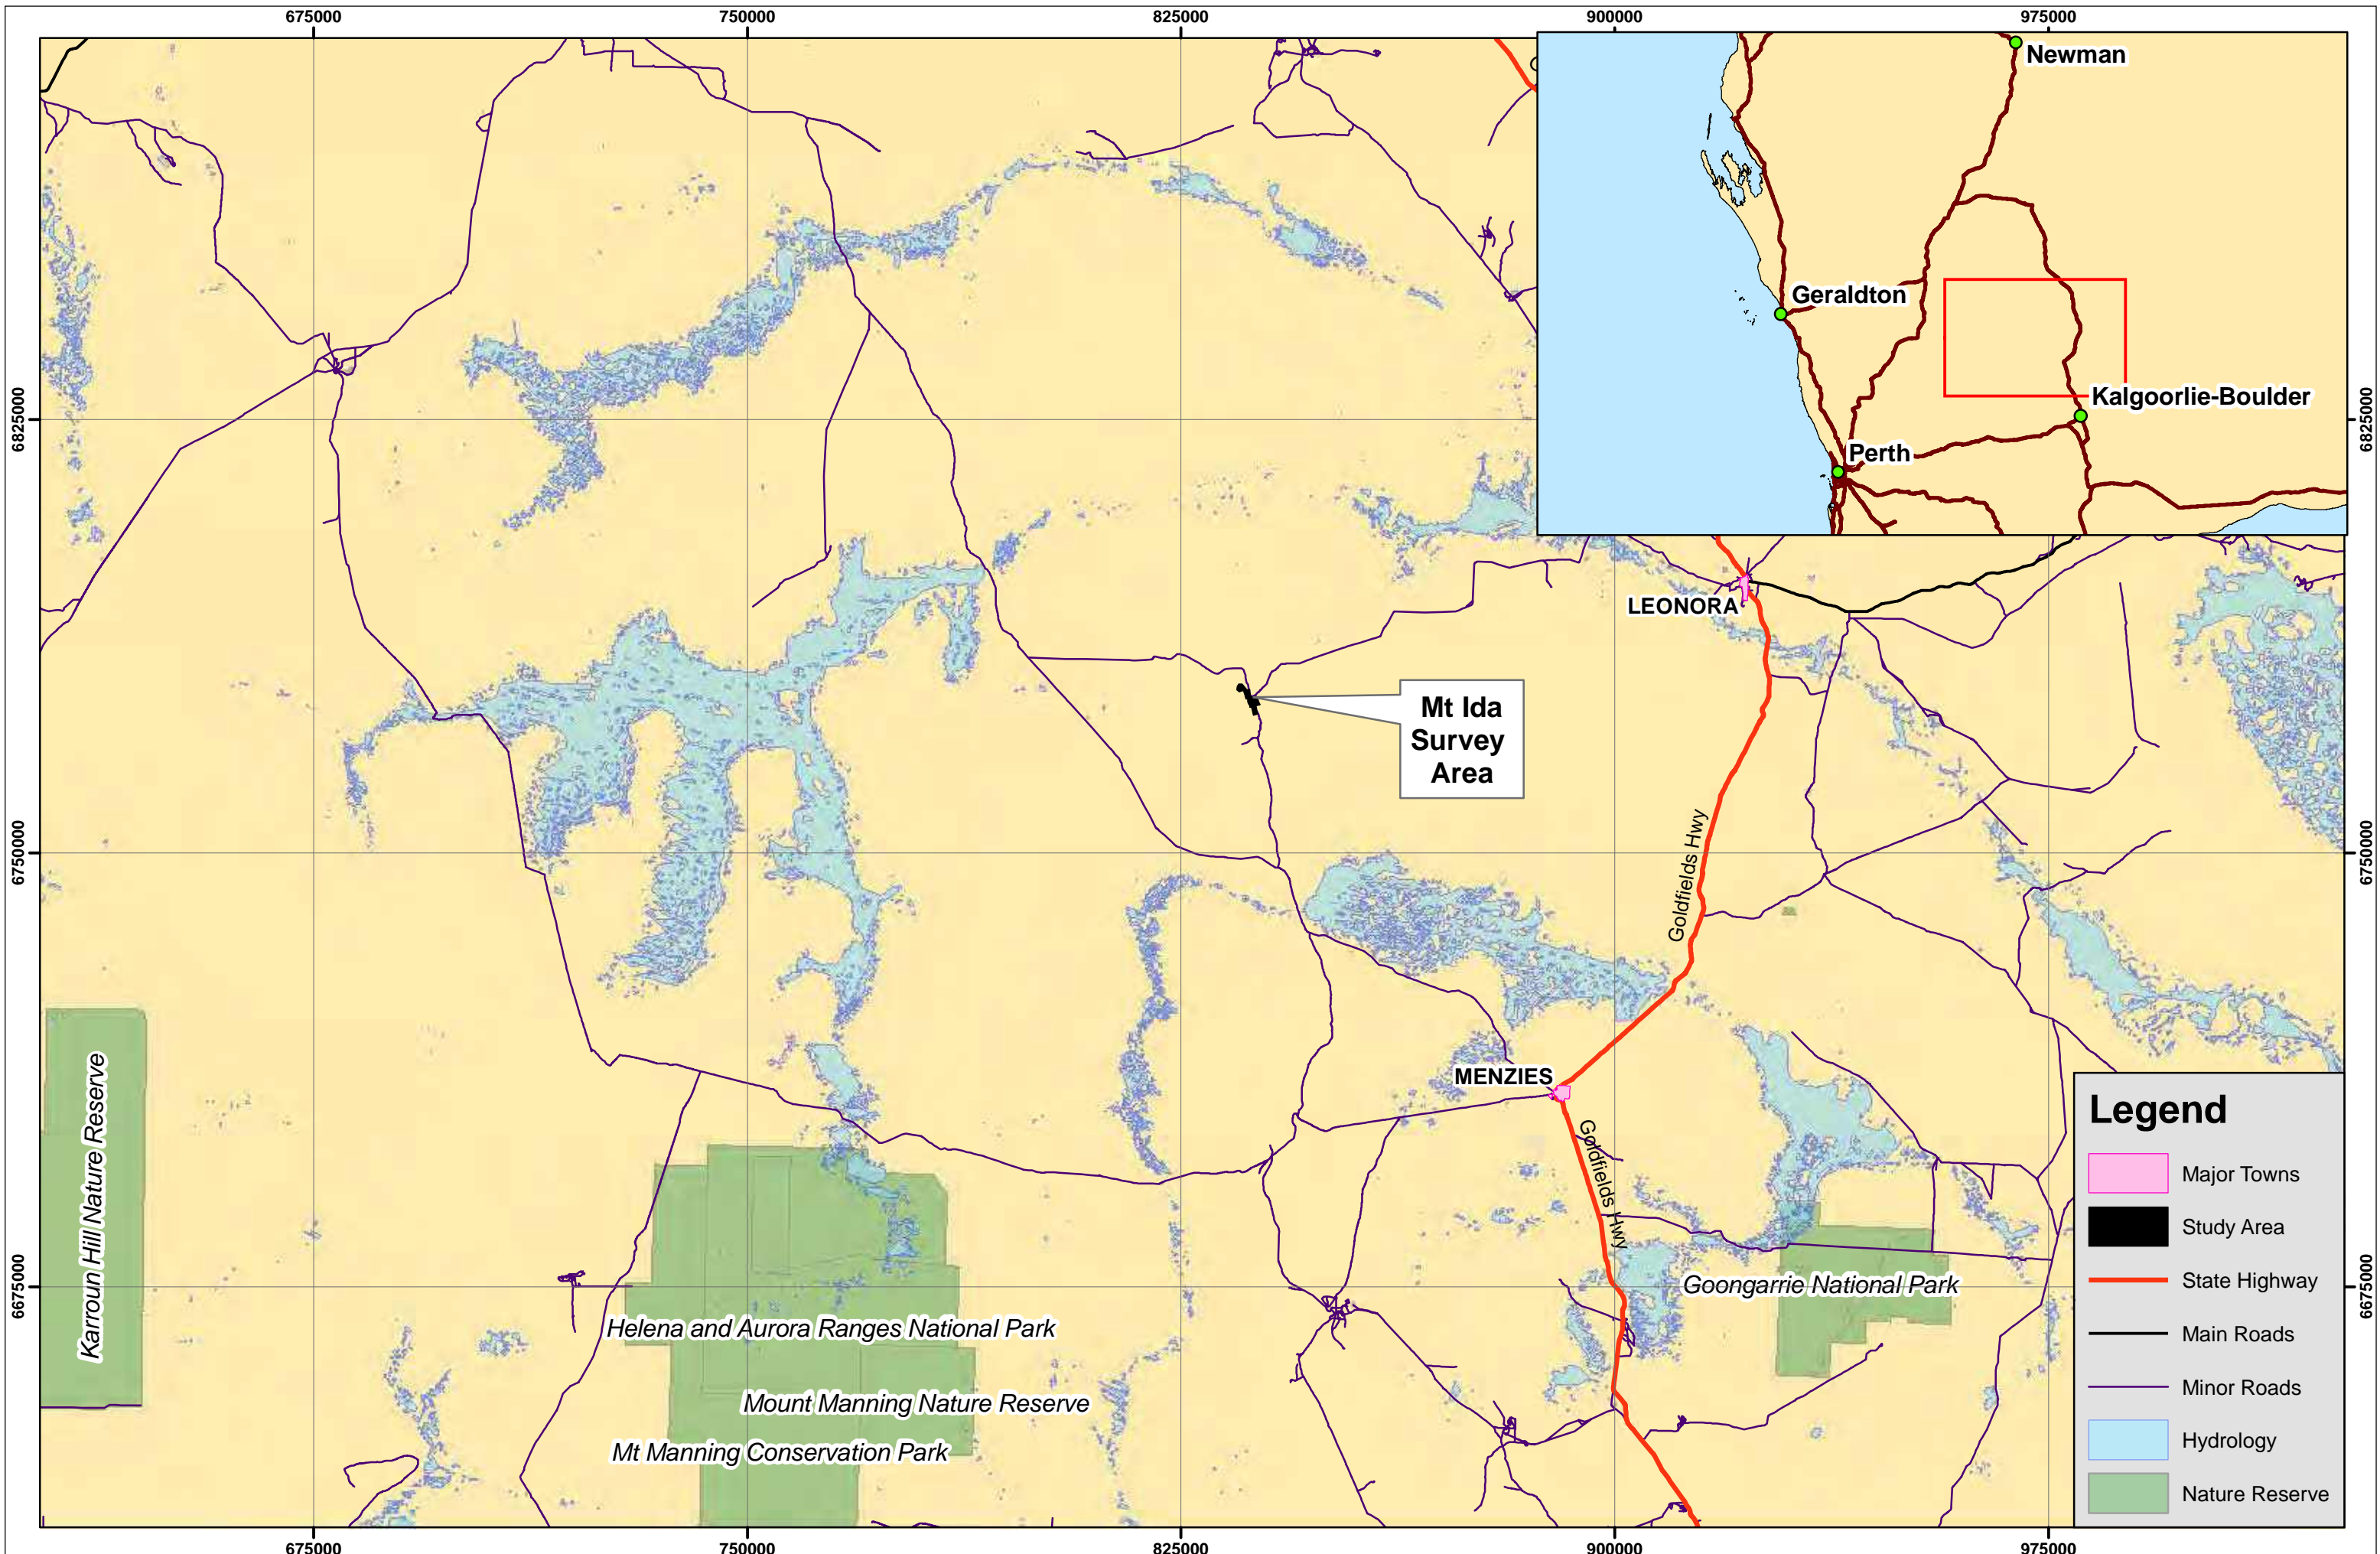 675000
750000
825000
900000
975000
6825000
6750000
6675000
6825000
6750000
6675000
Newman
Geraldton
Kalgoorlie-Boulder
Perth
LEONORA
Mt Ida
Survey
Area
Goldfields Hwy
MENZIES
Goldfields Hwy
Karroun Hill Nature Reserve
Goongarrie National Park
Helena and Aurora Ranges National Park
Mount Manning Nature Reserve
Mt Manning Conservation Park
Legend
Major Towns
Study Area
State Highway
Main Roads
Minor Roads
Hydrology
Nature Reserve
675000
750000
825000
900000
975000